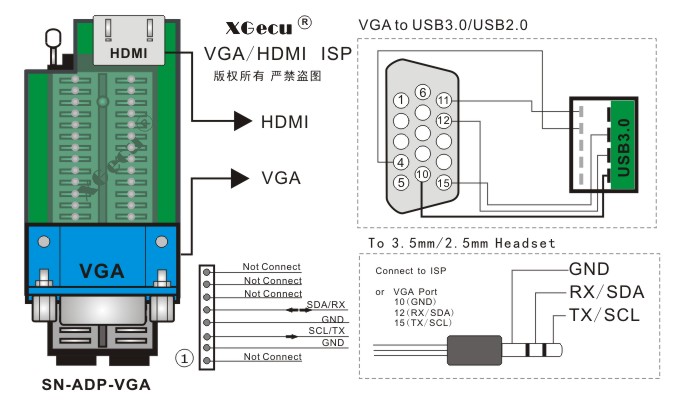 XGecu ®
VGA/HDMI ISP
版权所有 严禁盗图
HDMI
HDMI
VGA
XGecu ®
VGA
SN-ADP-VGA
Not Connect
Not Connect
Not Connect
SDA/RX
GND
SCL/TX
GND
Not Connect
1
VGA to USB3.0/USB2.0
1
6
11
12
4
10
5
15
USB3.0
To 3.5mm/2.5mm Headset
Connect to ISP
or VGA Port
10(GND)
12(RX/SDA)
15(TX/SCL)
GND
RX/SDA
TX/SCL